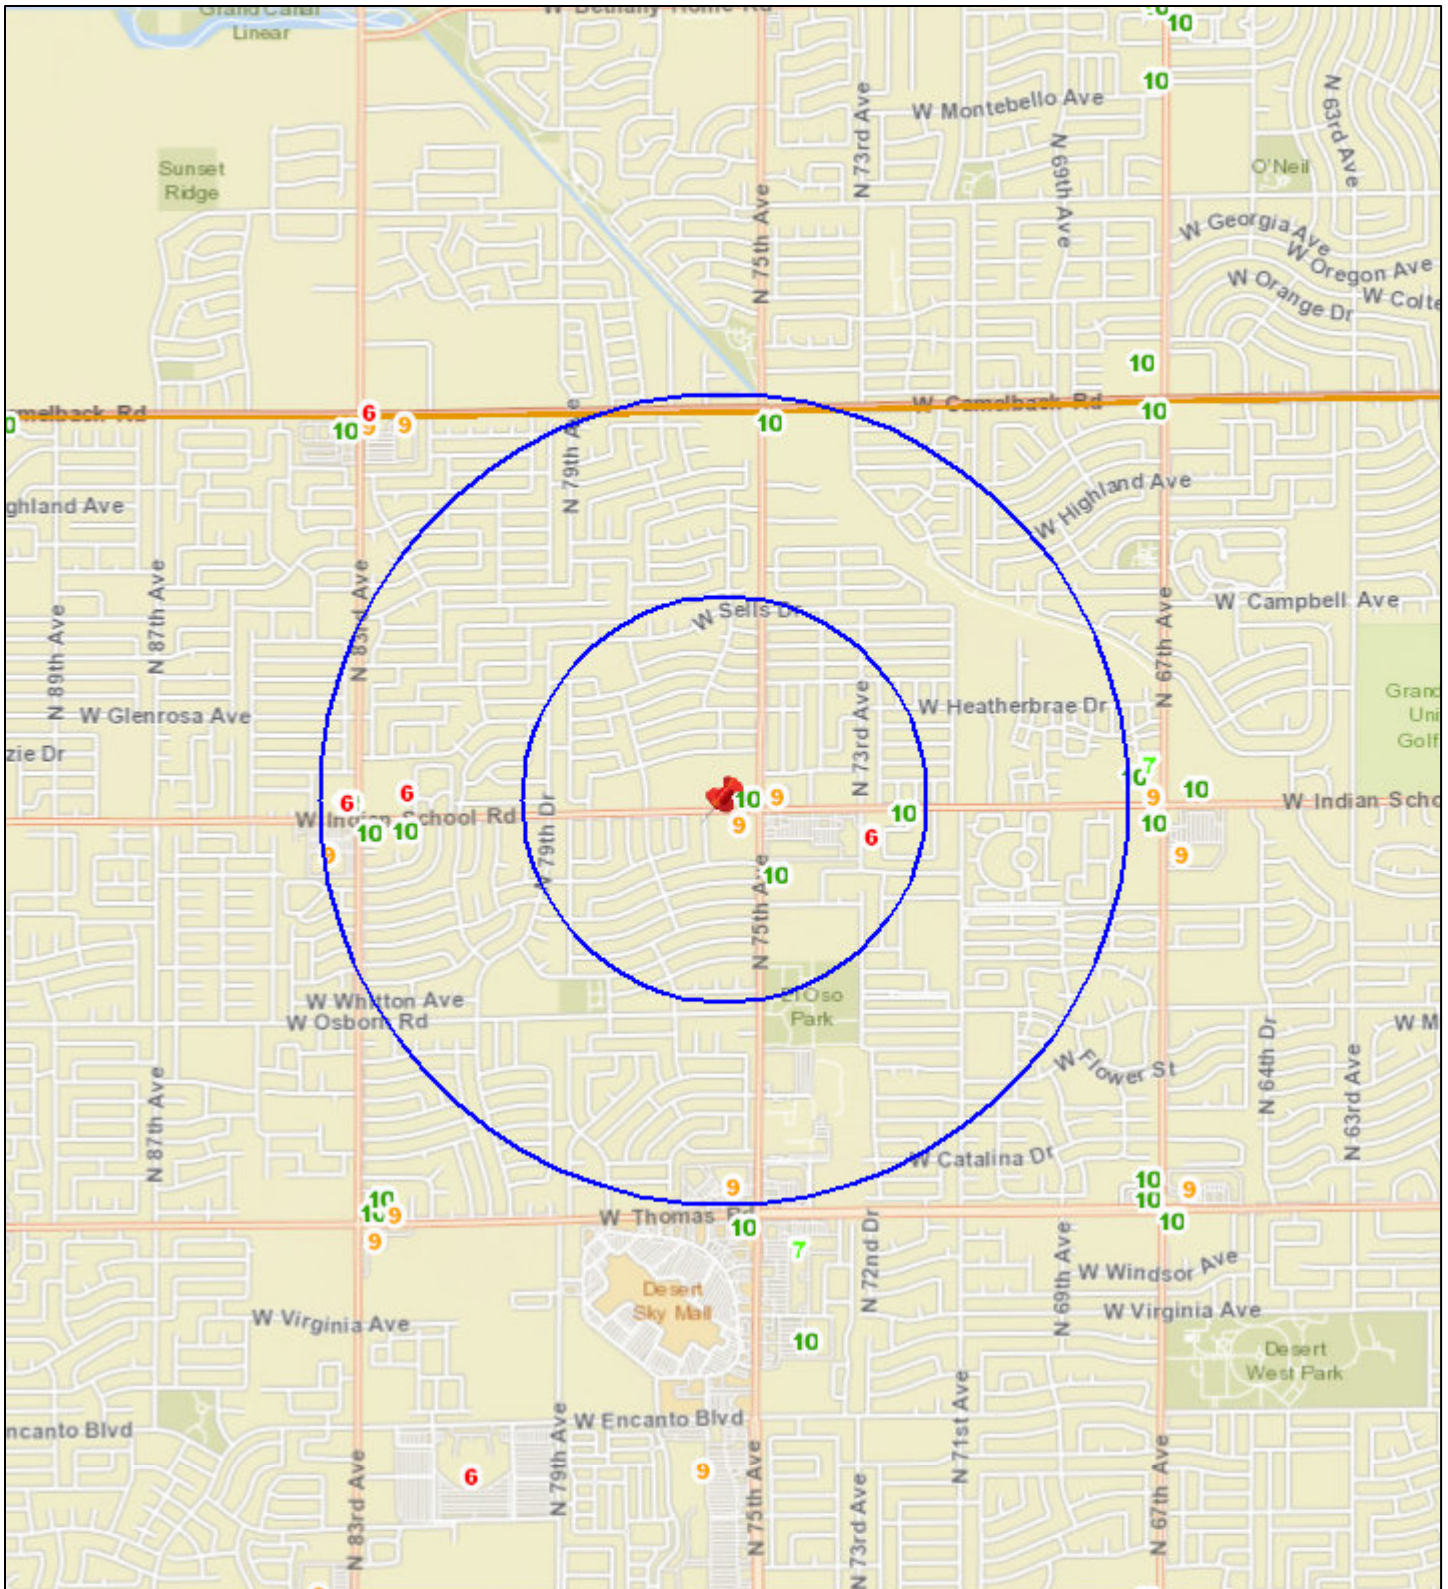 Grand Canal
Linear
W Bethany Home Rd
10
10
W Montebello Ave
N 73rd Ave
N 63rd Ave
N 69th Ave
Sunset
Ridge
O'Neil
N 75th Ave
W Georgia Ave
W Oregon Ave
W Orange Dr
W Colte
10
melback Rd
6
10
9
9
W Camelback Rd
10
10
N 79th Ave
ghland Ave
W Highland Ave
N 83rd Ave
N 87th Ave
N 89th Ave
W Sells Dr
W Campbell Ave
N 67th Ave
W Glenrosa Ave
N 73rd Ave
W Heatherbrae Dr
Grand
Uni
Golf
zie Dr
7
10
6
6
10
9
9
10
W Indian School Rd
10
10
9
10
6
10
W Indian Scho
9
9
N 79th Dr
10
N 75th Ave
W Whitton Ave
W Osborn Rd
El Oso
Park
W M
N 64th Dr
W Flower St
N 63rd Ave
N 87th Ave
W Catalina Dr
9
10
10
9
10
10
9
W Thomas Rd
10
10
9
7
N 72nd Dr
N 69th Ave
W Windsor Ave
Desert
Sky Mall
W Virginia Ave
W Virginia Ave
10
Desert
West Park
N 71st Ave
ncanto Blvd
N 79th Ave
W Encanto Blvd
6
9
N 83rd Ave
N 75th Ave
N 73rd Ave
N 67th Ave